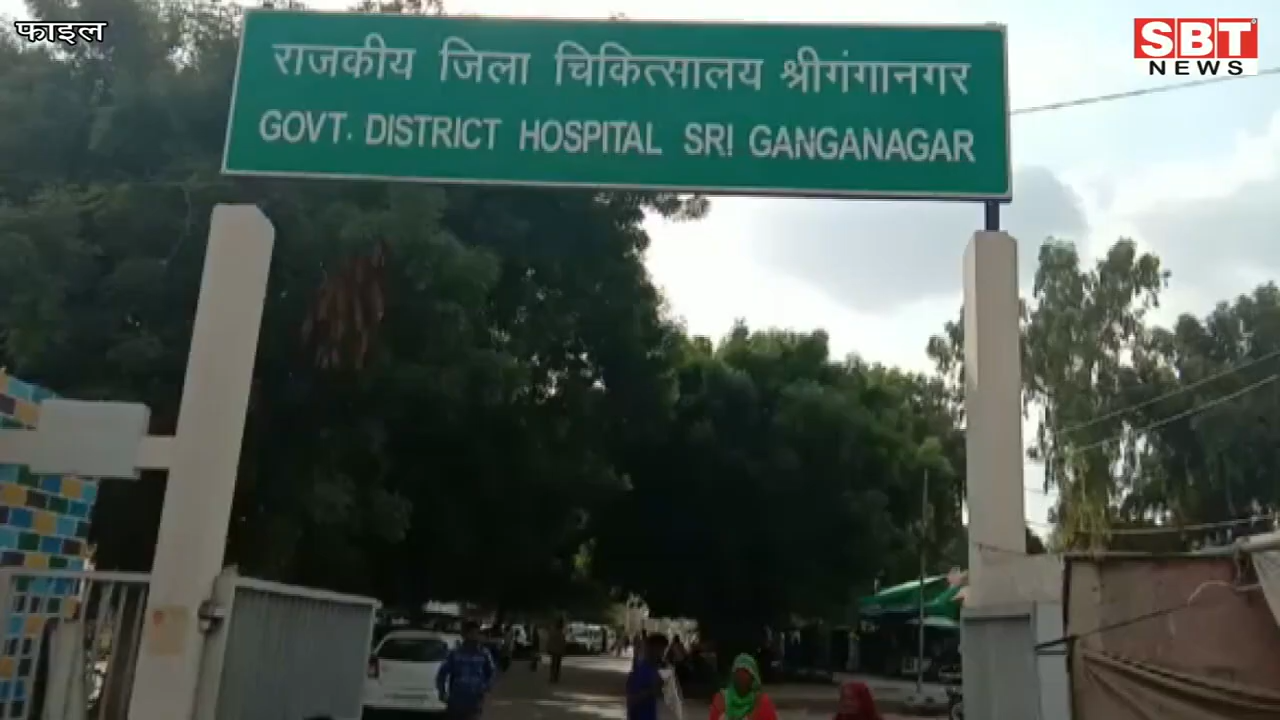 फाइल
SBT
NEWS
राजकीय जिला चिकित्सालय श्रीगंगानगर
GOVT. DISTRICT HOSPITAL SRI GANGANAGAR